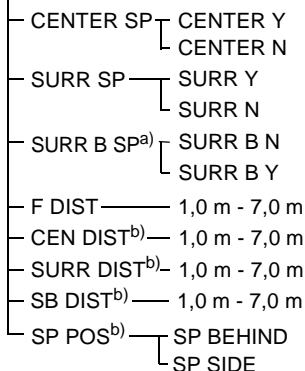 CENTER SP CENTER Y
CENTER N
SURR SP SURR Y
SURR N
SURR B SPa) SURR B N
SURR B Y
F DIST 1,0 m - 7,0 m
CEN DISTb) 1,0 m - 7,0 m
SURR DISTb) 1,0 m - 7,0 m
SB DISTb) 1,0 m - 7,0 m
SP POSb) SP BEHIND
SP SIDE